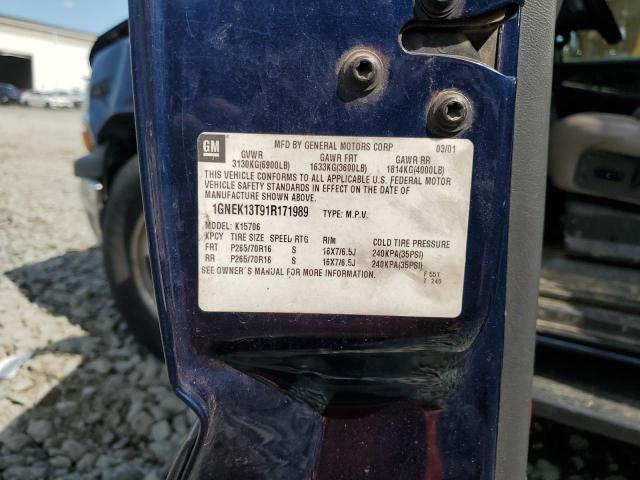 GM
MFD BY GENERAL MOTORS CORP 03/01
GVWR GAWR FRT GAWR RR
3130KG(6900LB) 1633KG(3600LB) 1814KG(4000LB)
THIS VEHICLE CONFORMS TO ALL APPLICABLE U.S. FEDERAL MOTOR
VEHICLE SAFETY STANDARDS IN EFFECT ON THE DATE OF
MANUFACTURE SHOWN ABOVE.
1GNEK13T91R171989 TYPE: M.P.V.
MODEL: K15706
KPCY TIRE SIZE SPEED RTG RIM COLD TIRE PRESSURE
FRT P265/70R16 S 16X7/6.5J 240KPA(35PSI)
RR P265/70R16 S 16X7/6.5J 240KPA(35PSI)
SEE OWNER'S MANUAL FOR MORE INFORMATION.
F 551
T 240